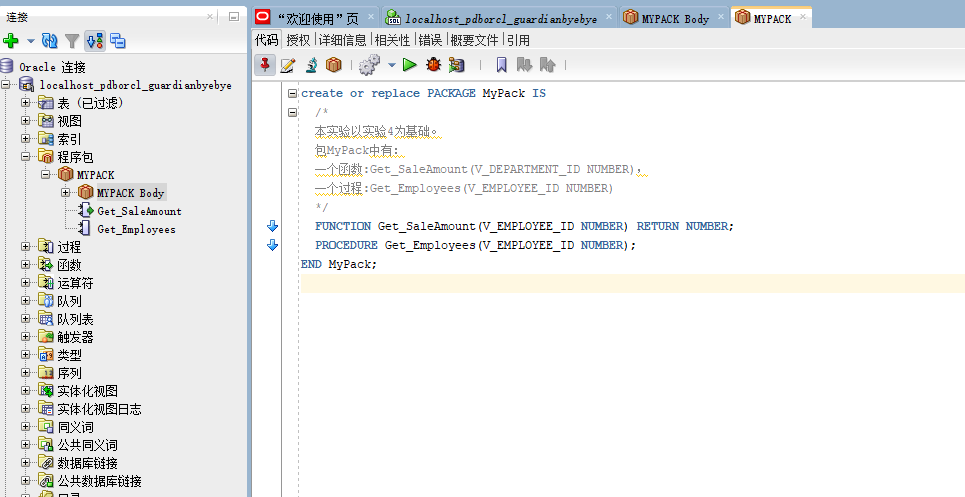 连接
Oracle 连接
localhost_pdborcl_guardianbyebye
表 (已过滤)
视图
索引
程序包
MYPACK
MYPACK Body
Get_SaleAmount
Get_Employees
过程
函数
运算符
队列
队列表
触发器
类型
序列
实体化视图
实体化视图日志
同义词
公共同义词
数据库链接
公共数据库链接
目录
“欢迎使用”页
localhost_pdborcl_guardianbyebye
MYPACK Body
MYPACK
代码 授权 详细信息 相关性 错误 概要文件 引用
create or replace PACKAGE MyPack IS
/*
本实验以实验4为基础。
包MyPack中有:
一个函数:Get_SaleAmount(V_DEPARTMENT_ID NUMBER),
一个过程:Get_Employees(V_EMPLOYEE_ID NUMBER)
*/
FUNCTION Get_SaleAmount(V_EMPLOYEE_ID NUMBER) RETURN NUMBER;
PROCEDURE Get_Employees(V_EMPLOYEE_ID NUMBER);
END MyPack;